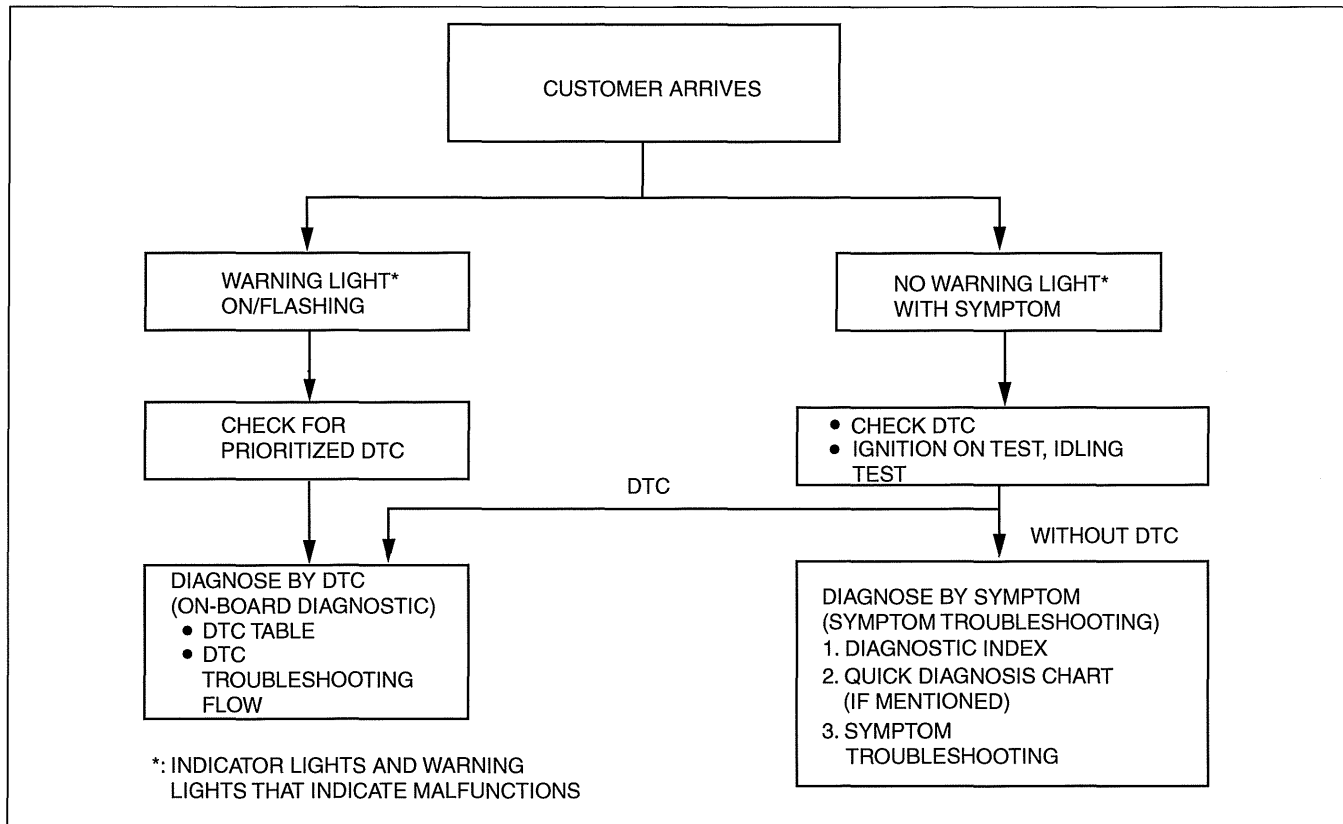 CUSTOMER ARRIVES
WARNING LIGHT*
ON/FLASHING
NO WARNING LIGHT*
WITH SYMPTOM
CHECK FOR
PRIORITIZED DTC
• CHECK DTC
• IGNITION ON TEST, IDLING
TEST
DTC
WITHOUT DTC
DIAGNOSE BY DTC
(ON-BOARD DIAGNOSTIC)
• DTC TABLE
• DTC
TROUBLESHOOTING
FLOW
DIAGNOSE BY SYMPTOM
(SYMPTOM TROUBLESHOOTING)
1. DIAGNOSTIC INDEX
2. QUICK DIAGNOSIS CHART
(IF MENTIONED)
3. SYMPTOM
TROUBLESHOOTING
*: INDICATOR LIGHTS AND WARNING
LIGHTS THAT INDICATE MALFUNCTIONS